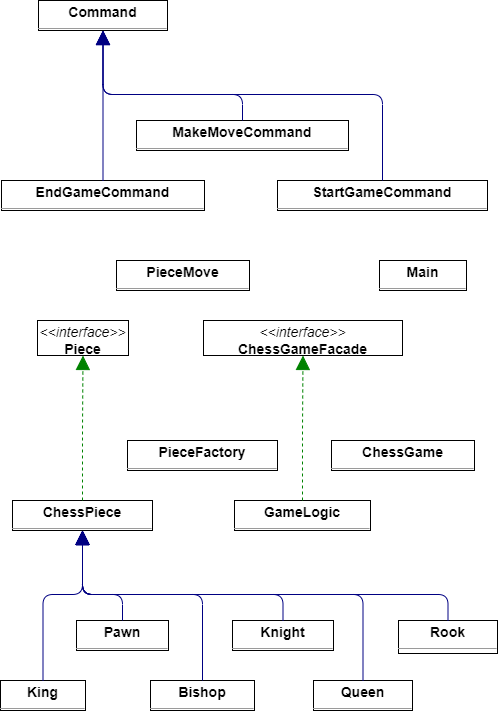 Command
MakeMoveCommand
EndGameCommand
StartGameCommand
PieceMove
Main
<<interface>>
Piece
<<interface>>
ChessGameFacade
PieceFactory
ChessGame
ChessPiece
GameLogic
Pawn
Knight
Rook
King
Bishop
Queen